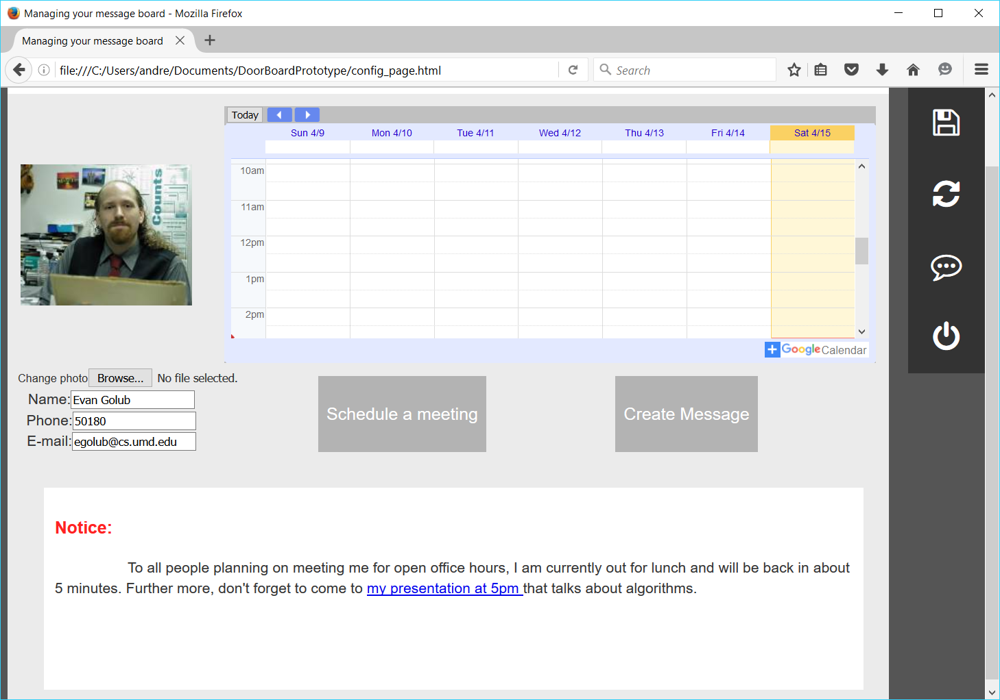 Managing your message board - Mozilla Firefox
Managing your message board
file:///C:/Users/andre/Documents/DoorBoardPrototype/config_page.html
Search
Today
Sun 4/9 Mon 4/10 Tue 4/11 Wed 4/12 Thu 4/13 Fri 4/14 Sat 4/15
10am
11am
12pm
1pm
2pm
Counts
Google Calendar
Change photo Browse... No file selected.
Name: Evan Golub
Phone: 50180
E-mail: egolub@cs.umd.edu
Schedule a meeting
Create Message
Notice:
To all people planning on meeting me for open office hours, I am currently out for lunch and will be back in about
5 minutes. Further more, don't forget to come to my presentation at 5pm that talks about algorithms.